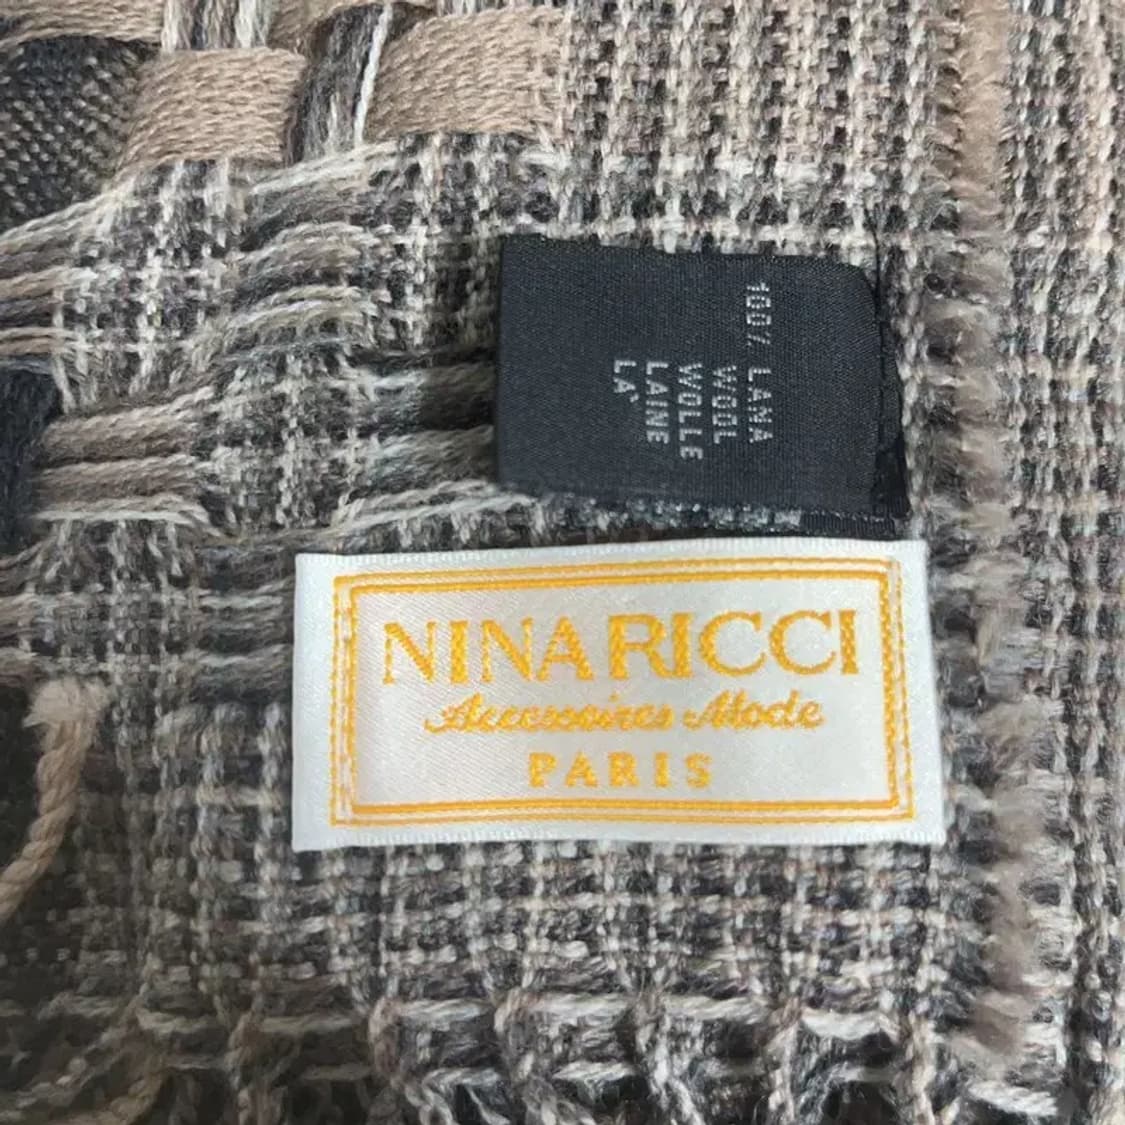 100% LANA
WOOL
WOLLE
LAINE
LA`
NINA RICCI
Accessoires Mode
PARIS